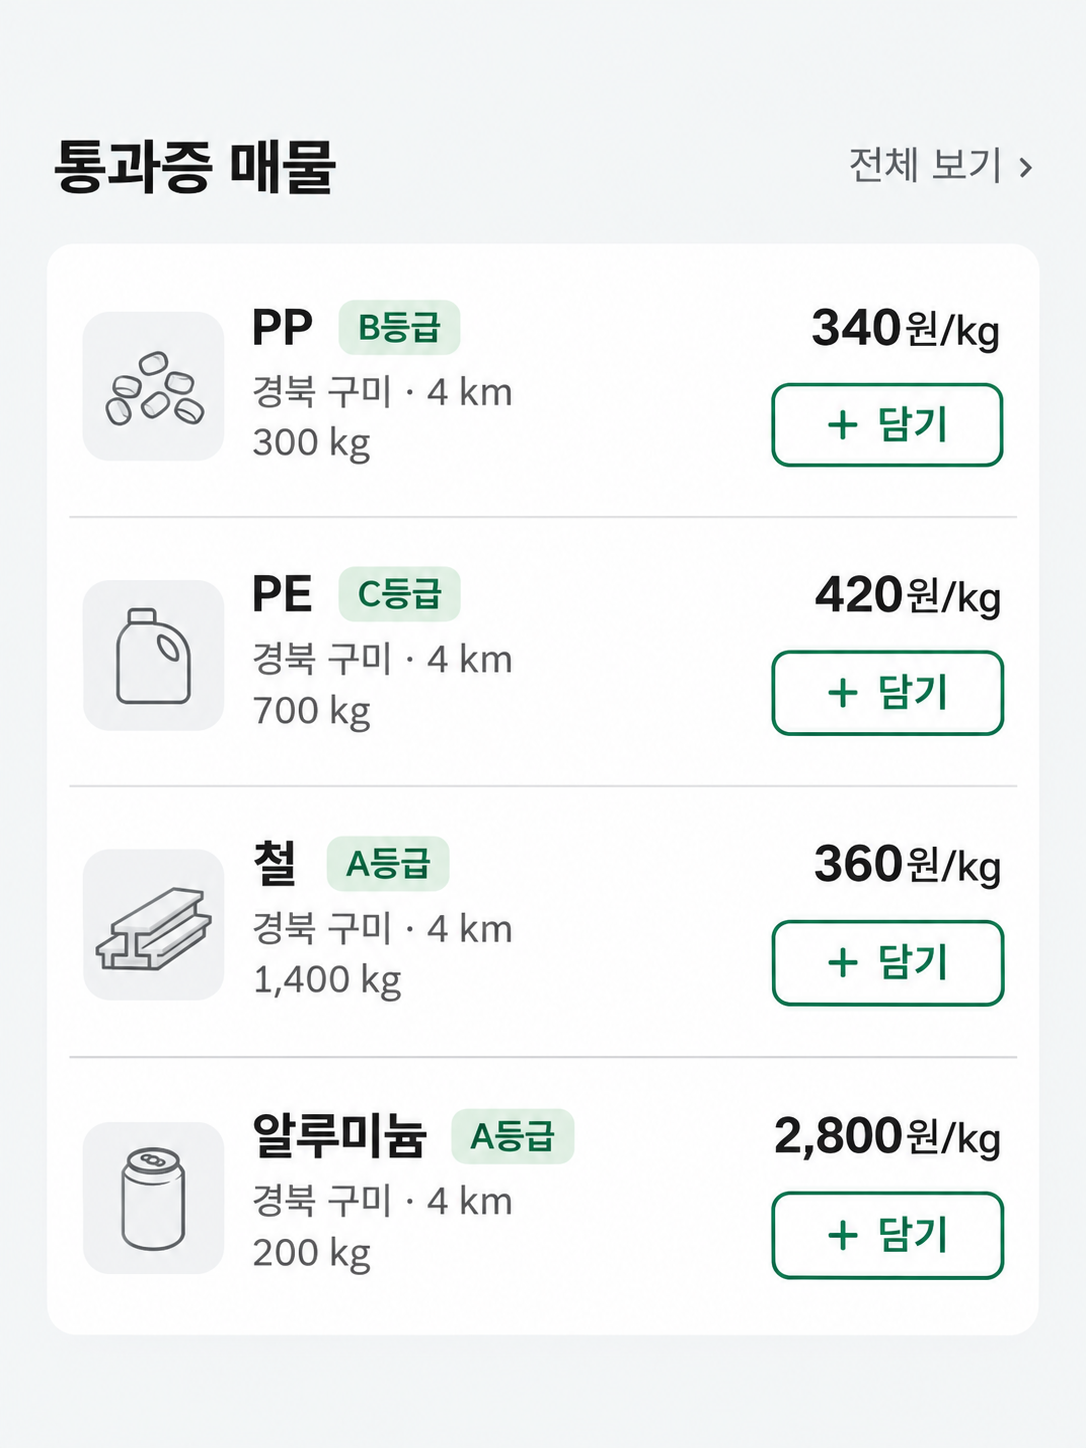 통과증 매물
전체 보기 >
PP B등급
340원/kg
경북 구미 · 4 km
300 kg
+ 담기
PE C등급
420원/kg
경북 구미 · 4 km
700 kg
+ 담기
철 A등급
360원/kg
경북 구미 · 4 km
1,400 kg
+ 담기
알루미늄 A등급
2,800원/kg
경북 구미 · 4 km
200 kg
+ 담기